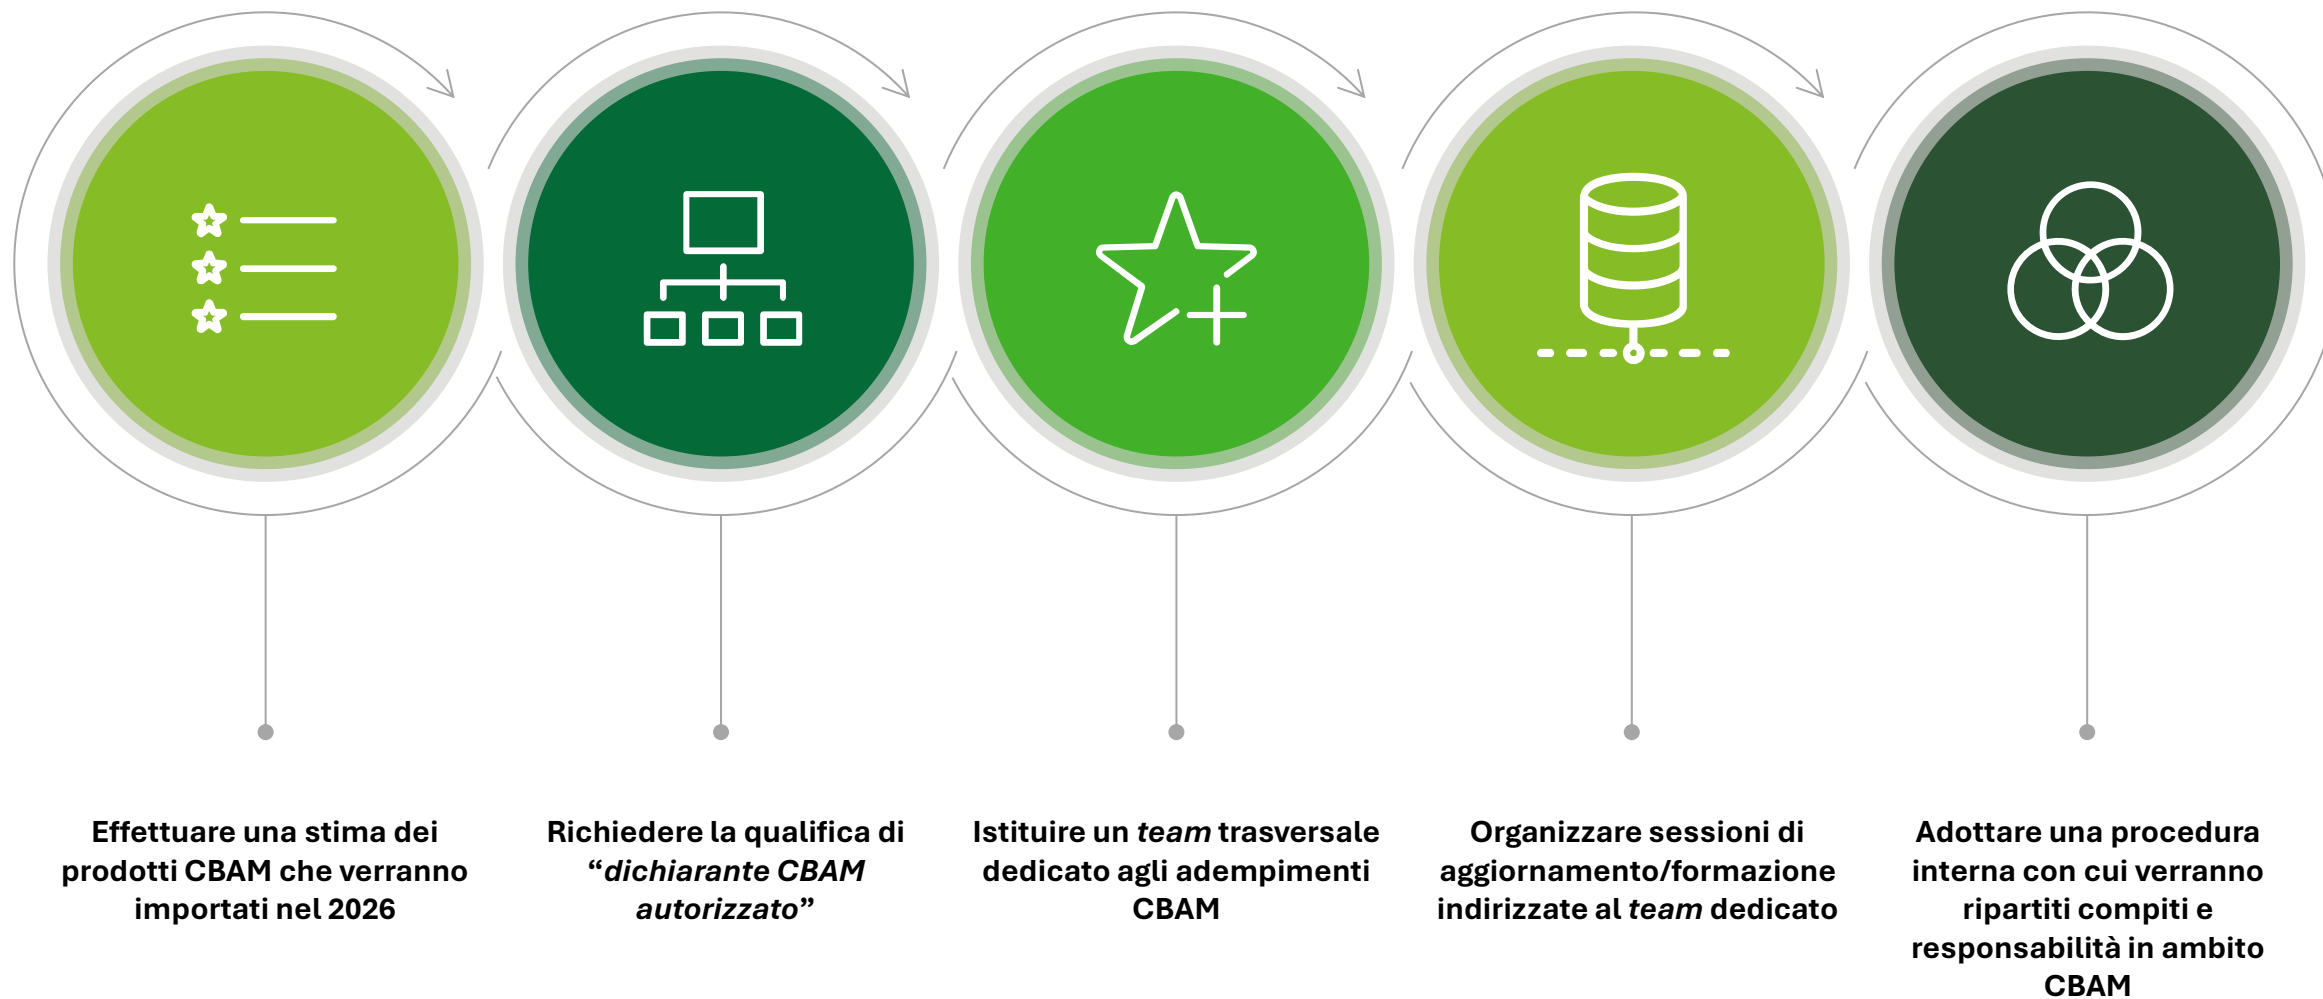 Effettuare una stima dei
prodotti CBAM che verranno
importati nel 2026
Richiedere la qualifica di
“dichiarante CBAM
autorizzato”
Istituire un team trasversale
dedicato agli adempimenti
CBAM
Organizzare sessioni di
aggiornamento/formazione
indirizzate al team dedicato
Adottare una procedura
interna con cui verranno
ripartiti compiti e
responsabilità in ambito
CBAM